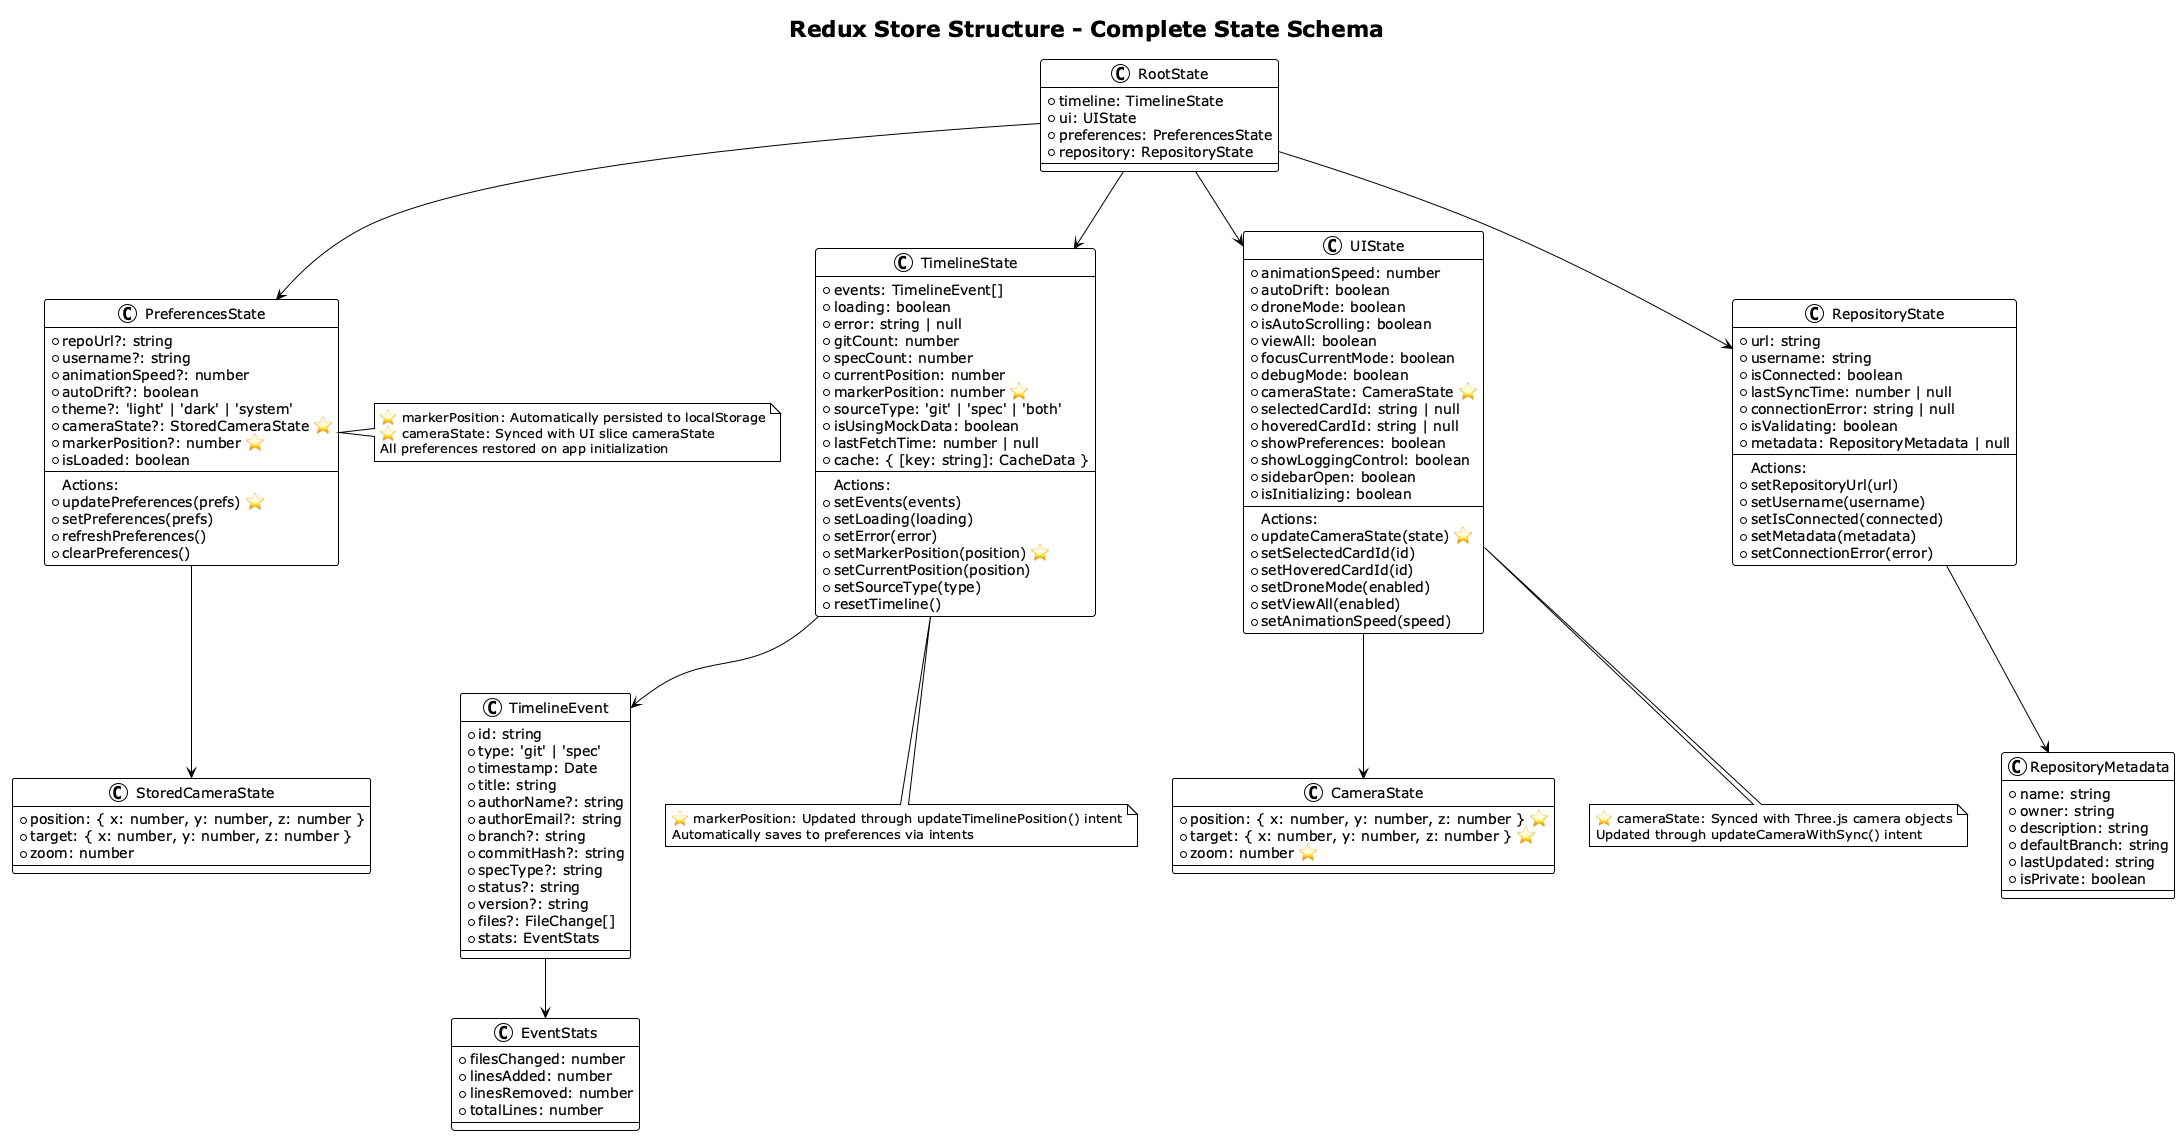 Redux Store Structure - Complete State Schema
C RootState
timeline: TimelineState
ui: UIState
preferences: PreferencesState
repository: RepositoryState
C PreferencesState
repoUrl?: string
username?: string
animationSpeed?: number
autoDrift?: boolean
theme?: 'light' | 'dark' | 'system'
cameraState?: StoredCameraState ⭐
markerPosition?: number ⭐
isLoaded: boolean
Actions:
updatePreferences(prefs) ⭐
setPreferences(prefs)
refreshPreferences()
clearPreferences()
⭐ markerPosition: Automatically persisted to localStorage
⭐ cameraState: Synced with UI slice cameraState
All preferences restored on app initialization
C TimelineState
events: TimelineEvent[]
loading: boolean
error: string | null
gitCount: number
specCount: number
currentPosition: number
markerPosition: number ⭐
sourceType: 'git' | 'spec' | 'both'
isUsingMockData: boolean
lastFetchTime: number | null
cache: { [key: string]: CacheData }
Actions:
setEvents(events)
setLoading(loading)
setError(error)
setMarkerPosition(position) ⭐
setCurrentPosition(position)
setSourceType(type)
resetTimeline()
C UIState
animationSpeed: number
autoDrift: boolean
droneMode: boolean
isAutoScrolling: boolean
viewAll: boolean
focusCurrentMode: boolean
debugMode: boolean
cameraState: CameraState ⭐
selectedCardId: string | null
hoveredCardId: string | null
showPreferences: boolean
showLoggingControl: boolean
sidebarOpen: boolean
isInitializing: boolean
Actions:
updateCameraState(state) ⭐
setSelectedCardId(id)
setHoveredCardId(id)
setDroneMode(enabled)
setViewAll(enabled)
setAnimationSpeed(speed)
C RepositoryState
url: string
username: string
isConnected: boolean
lastSyncTime: number | null
connectionError: string | null
isValidating: boolean
metadata: RepositoryMetadata | null
Actions:
setRepositoryUrl(url)
setUsername(username)
setIsConnected(connected)
setMetadata(metadata)
setConnectionError(error)
C StoredCameraState
position: { x: number, y: number, z: number }
target: { x: number, y: number, z: number }
zoom: number
C TimelineEvent
id: string
type: 'git' | 'spec'
timestamp: Date
title: string
authorName?: string
authorEmail?: string
branch?: string
commitHash?: string
specType?: string
status?: string
version?: string
files?: FileChange[]
stats: EventStats
⭐ markerPosition: Updated through updateTimelinePosition() intent
Automatically saves to preferences via intents
C CameraState
position: { x: number, y: number, z: number } ⭐
target: { x: number, y: number, z: number } ⭐
zoom: number ⭐
⭐ cameraState: Synced with Three.js camera objects
Updated through updateCameraWithSync() intent
C RepositoryMetadata
name: string
owner: string
description: string
defaultBranch: string
lastUpdated: string
isPrivate: boolean
C EventStats
filesChanged: number
linesAdded: number
linesRemoved: number
totalLines: number